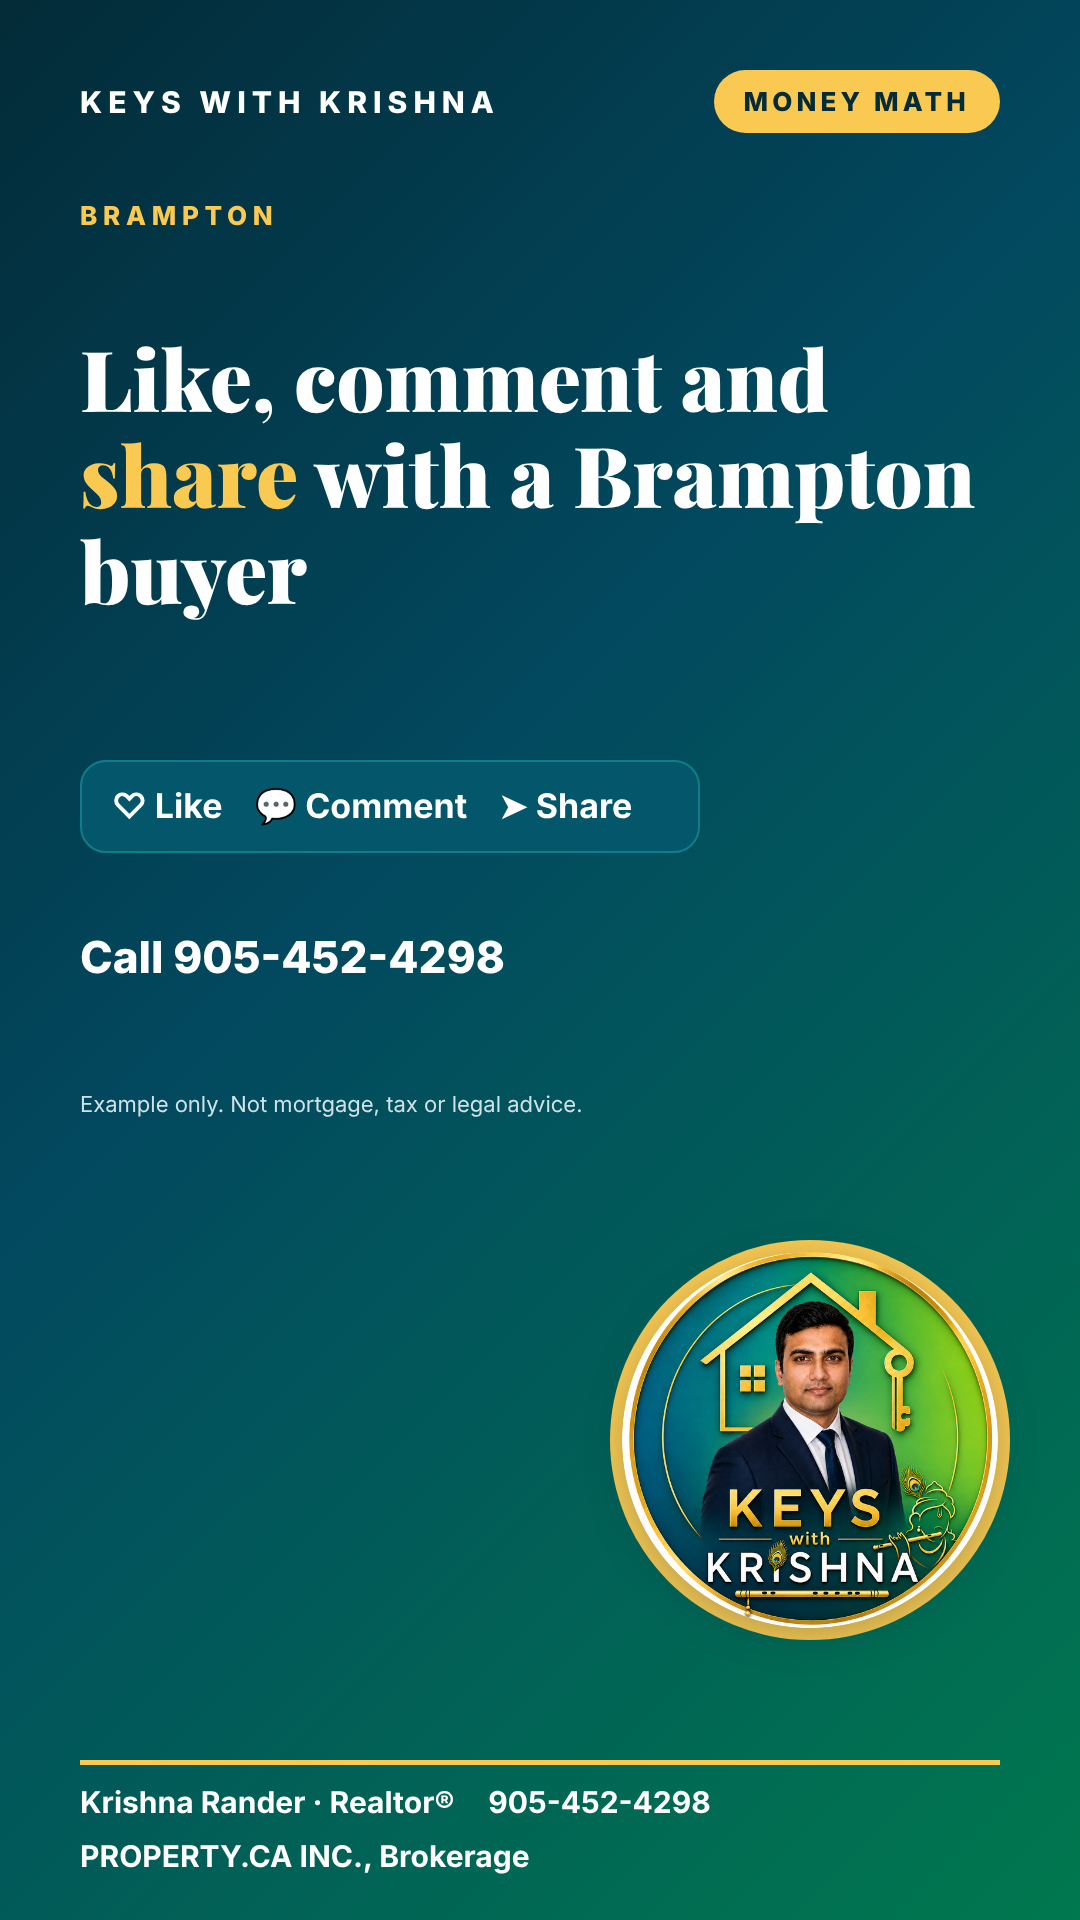 KEYS WITH KRISHNA
MONEY MATH
BRAMPTON
Like, comment and
share with a Brampton
buyer
♡ Like 💬 Comment ➤ Share
Call 905-452-4298
Example only. Not mortgage, tax or legal advice.
KEYS
with
KRISHNA
Krishna Rander · Realtor® 905-452-4298
PROPERTY.CA INC., Brokerage